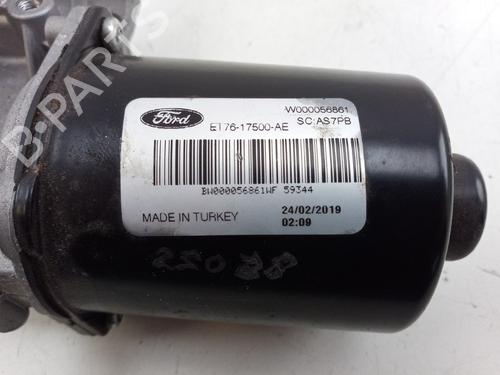 W000056861
Ford
ET76-17500-AE
SC:AS7PB
BW000056861WF 59344
MADE IN TURKEY
24/02/2019
02:09
B-PARTS